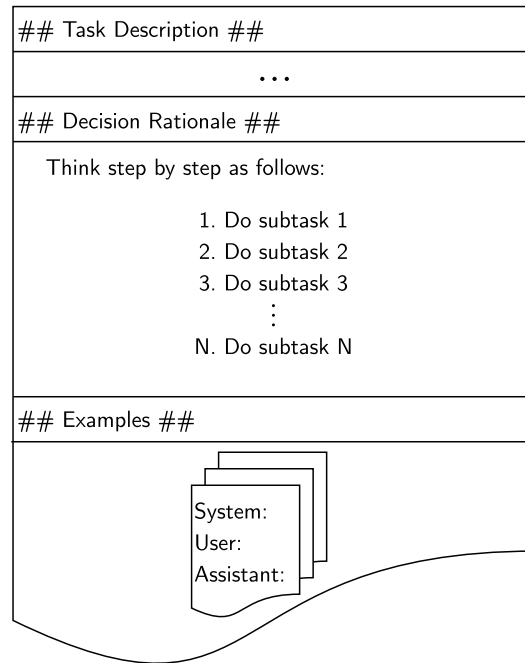 ## Task Description ##
...
## Decision Rationale ##
Think step by step as follows:
1. Do subtask 1
2. Do subtask 2
3. Do subtask 3
⋮
N. Do subtask N
## Examples ##
System:
User:
Assistant: